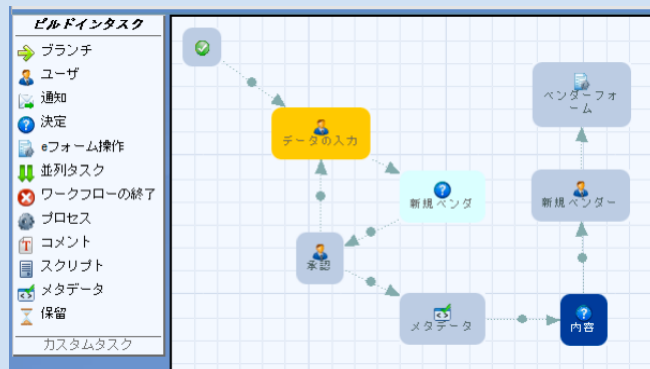 ビルドインタスク
ブランチ
ユーザ
通知
決定
eフォーム操作
並列タスク
ワークフローの終了
プロセス
コメント
スクリプト
メタデータ
保留
カスタムタスク
データの入力
新規ベンダ
承認
メタデータ
内容
新規ベンダー
ベンダーフォ
ーム